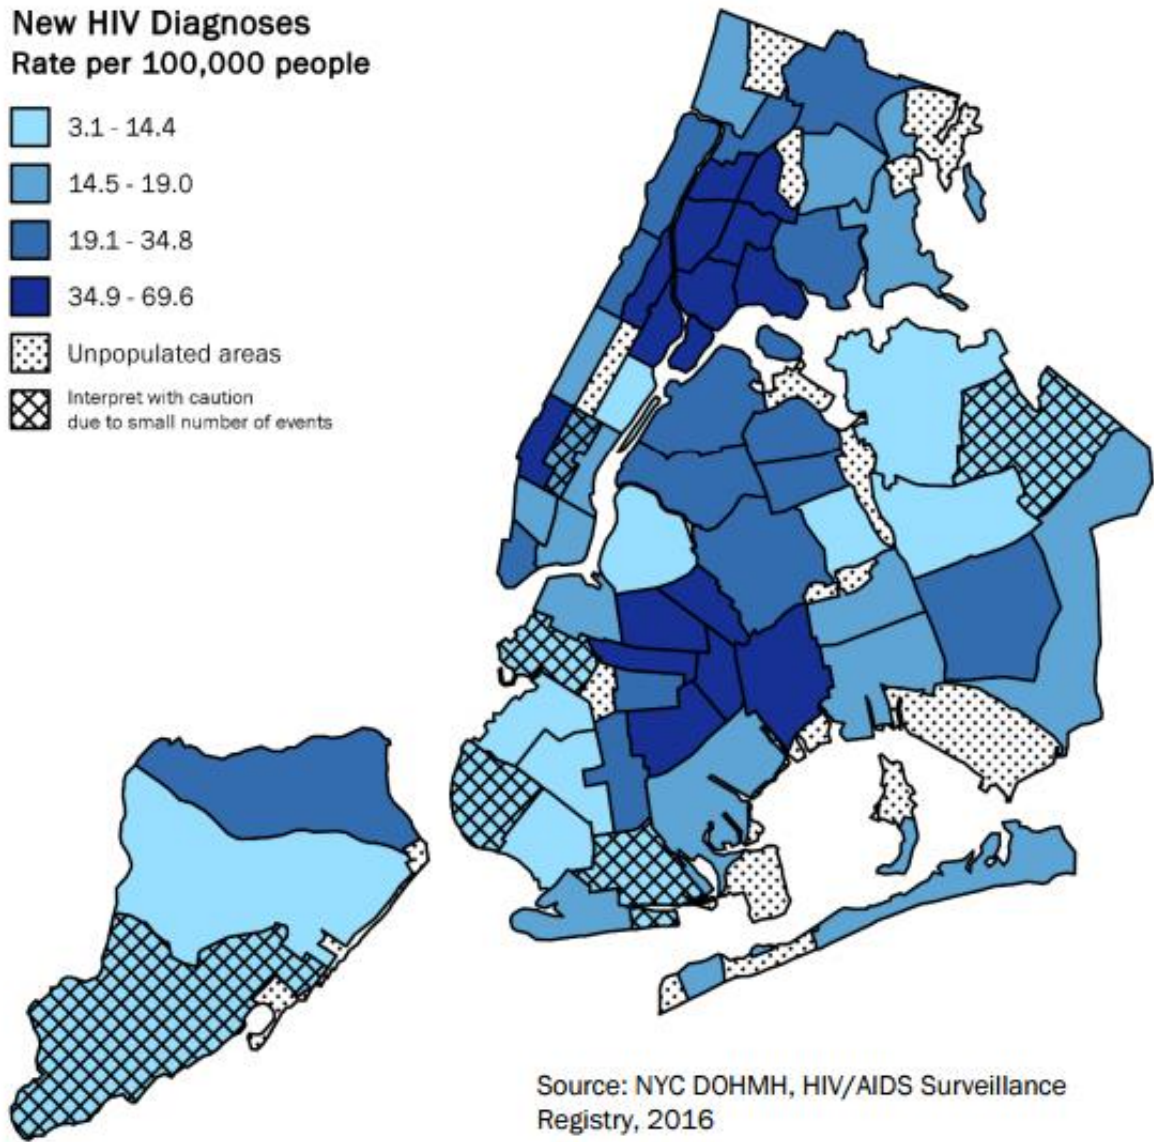 New HIV Diagnoses
Rate per 100,000 people
3.1 - 14.4
14.5 - 19.0
19.1 - 34.8
34.9 - 69.6
Unpopulated areas
Interpret with caution
due to small number of events
Source: NYC DOHMH, HIV/AIDS Surveillance
Registry, 2016